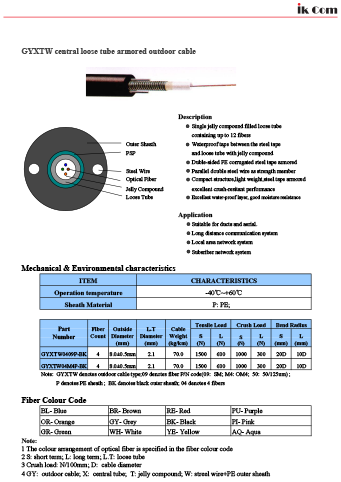 ik Com
GYXTW central loose tube armored outdoor cable
Description
Single jelly compound filled loose tube
containing up to 12 fibers
Waterproof tape between the steel tape
and loose tube with jelly compound
Duble-sided PE corrugated steel tape armored
Parallel double steel wire as strength member
Compact structure,light weight,steel tape armored
excellent crush-resitant performance
Excellent water-proof layer, good moisture resistance
Outer Sheath
PSP
Steel Wire
Optical Fiber
Jelly Compound
Loose Tube
Application
Suitable for ducts and aerial.
Long distance communication system
Local area network system
Suberiber network system
Mechanical & Environmental characteristics
ITEM CHARACTERISTICS
Operation temperature -40℃~+60℃
Sheath Material P: PE;
Part Number Fiber Count Outside Diameter (mm) L.T Diameter (mm) Cable Weight (kg/km) Tensile Load Crush Load Bend Radius
S (N) L (N) S (N) L (N) S (mm) L (mm)
GYXTW0409P-BK 4 8.0±0.5mm 2.1 70.0 1500 600 1000 300 20D 10D
GYXTW04M4P-BK 4 8.0±0.5mm 2.1 70.0 1500 600 1000 300 20D 10D
Note: GYXTW denotes outdoor cable type;09 denotes fiber P/N code(09: SM; M4: OM4; 50: 50/125um) ;
P denotes PE sheath ; BK denotes black outer sheath; 04 denotes 4 fibers
Fiber Colour Code
BL- Blue BR- Brown RE- Red PU- Purple
OR- Orange GY- Grey BK- Black PI- Pink
GR- Green WH- White YE- Yellow AQ- Aqua
Note:
1 The colour arrangement of optical fiber is specified in the fiber colour code
2 S: short term; L: long term; L.T: loose tube
3 Crush load: N/100mm; D: cable diameter
4 GY: outdoor cable; X: central tube; T: jelly compound; W: streel wire+PE outer sheath